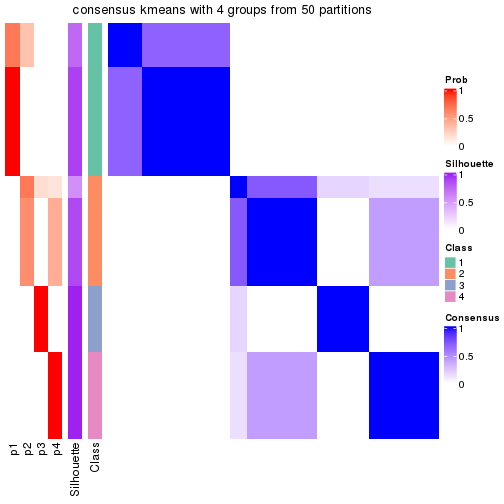 consensus kmeans with 4 groups from 50 partitions
Prob
1
0.5
0
Silhouette
1
0.5
0
Class
1
2
3
4
Consensus
1
0.5
0
p1
p2
p3
p4
Silhouette
Class